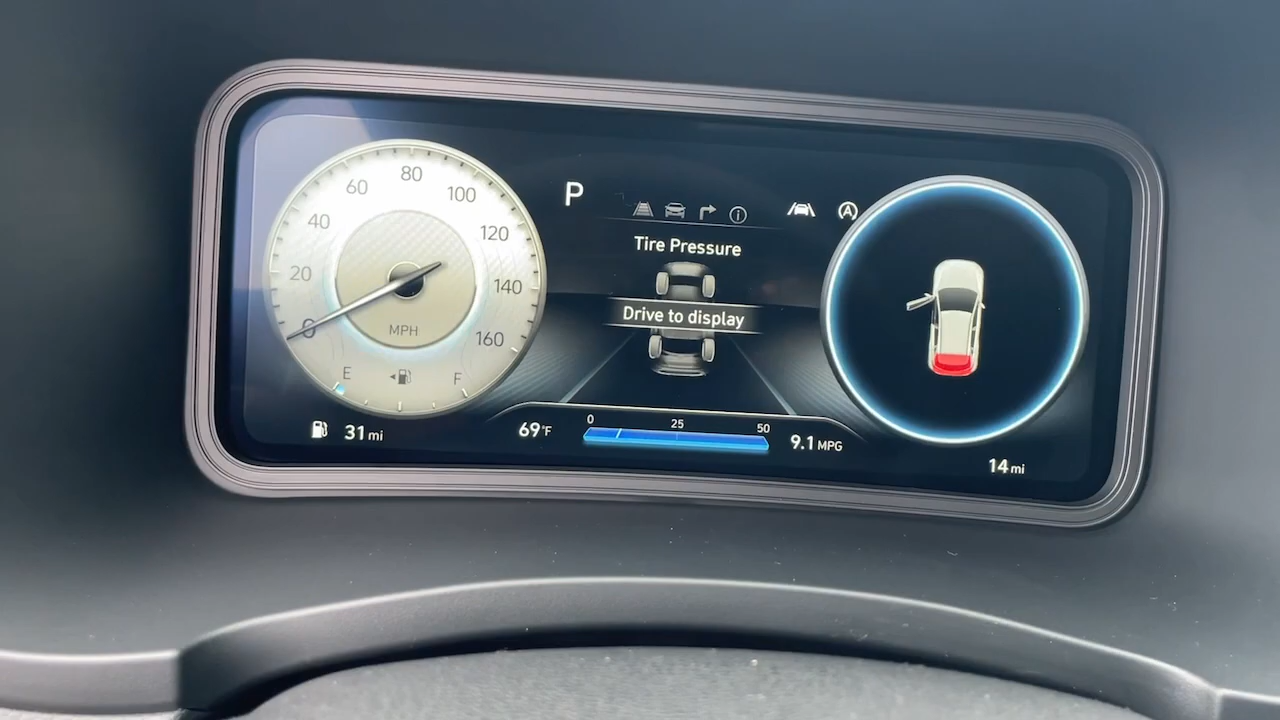 0
20
40
60
80
100
120
140
160
MPH
E
F
31 mi
P
A
Tire Pressure
Drive to display
69°F
0 25 50
9.1 MPG
14 mi